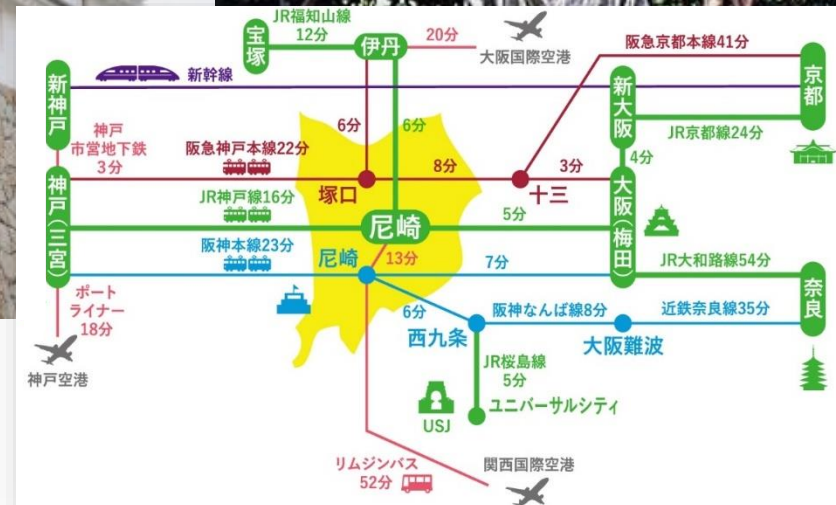 JR福知山線
12分
宝塚
伊丹
20分
大阪国際空港
阪急京都本線41分
京都
新幹線
新神戸
新大阪
神戸
市営地下鉄
3分
6分
6分
JR京都線24分
4分
阪急神戸本線22分
8分
3分
塚口
十三
神戸(三宮)
JR神戸線16分
尼崎
5分
大阪(梅田)
阪神本線23分
尼崎
13分
7分
JR大和路線54分
奈良
ポート
ライナー
18分
6分
阪神なんば線8分
近鉄奈良線35分
西九条
大阪難波
神戸空港
JR桜島線
5分
USJ
ユニバーサルシティ
リムジンバス
52分
関西国際空港